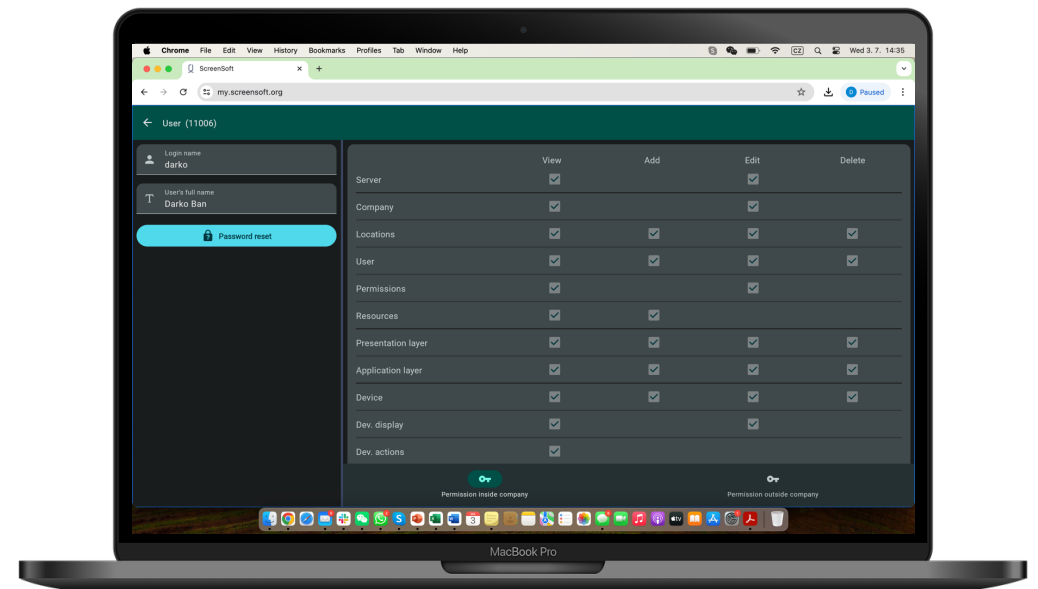 Chrome File Edit View History Bookmarks Profiles Tab Window Help CZ Wed 3. 7. 14:35
ScreenSoft
my.screensoft.org
D Paused
User (11006)
Login name
darko
User's full name
Darko Ban
Password reset
View Add Edit Delete
Server
Company
Locations
User
Permissions
Resources
Presentation layer
Application layer
Device
Dev. display
Dev. actions
Permission inside company
Permission outside company
3
tv
MacBook Pro